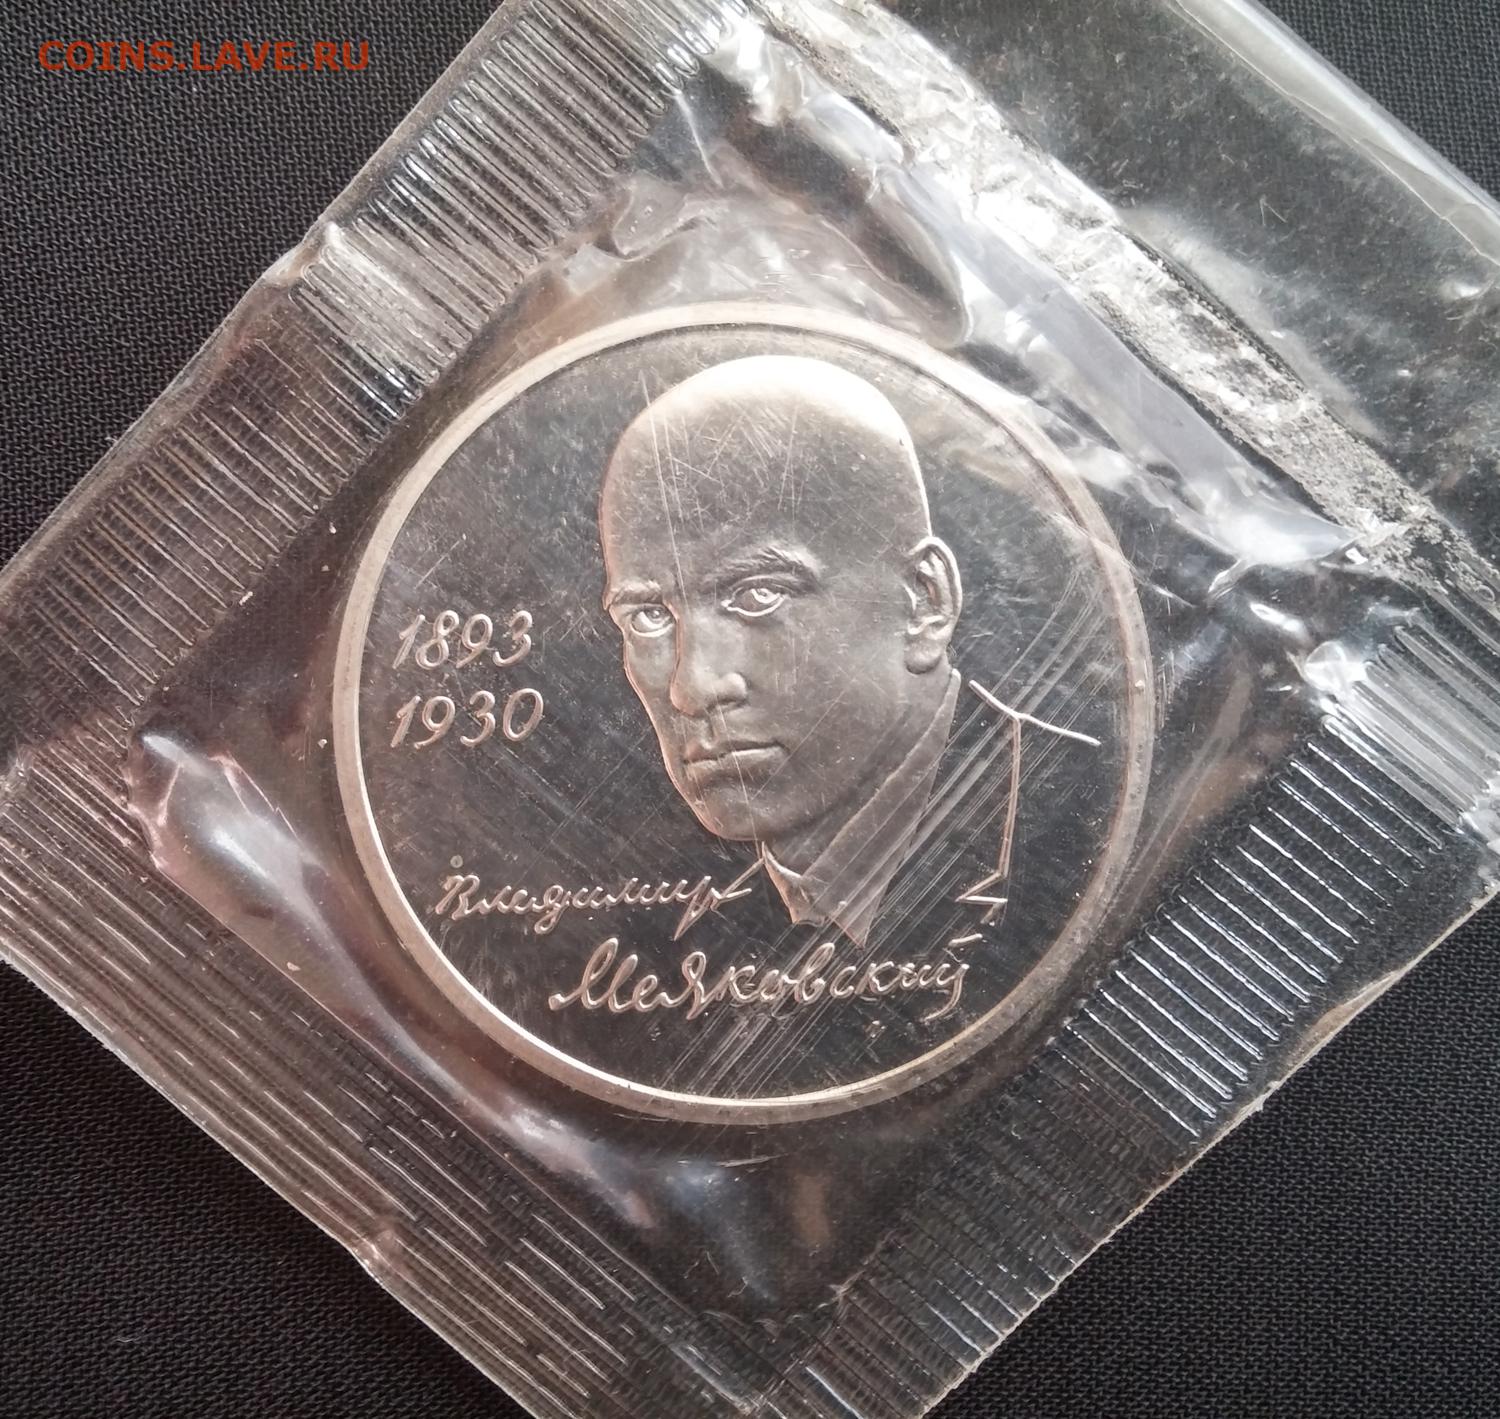 COINS.LAVE.RU
1893
1930
Владимир
Маяковский